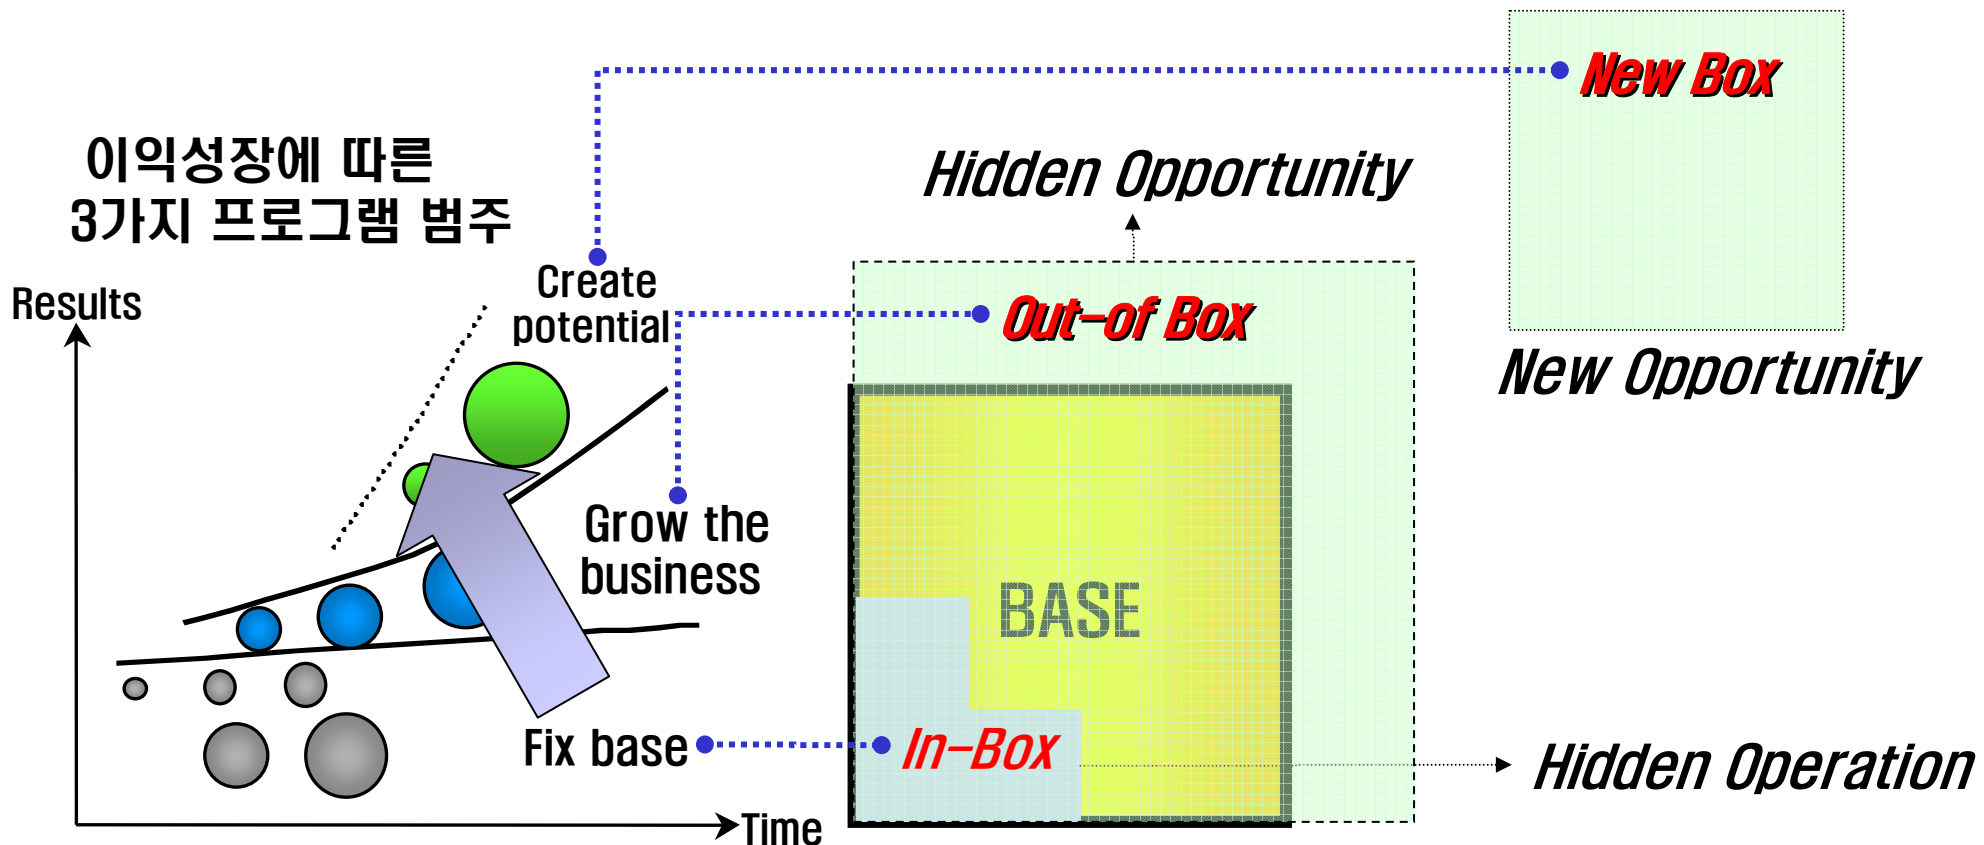 이익성장에 따른
3가지 프로그램 범주
Results
Create
potential
Grow the
business
Fix base
Time
New Box
New Opportunity
Hidden Opportunity
Out-of Box
BASE
In-Box
Hidden Operation